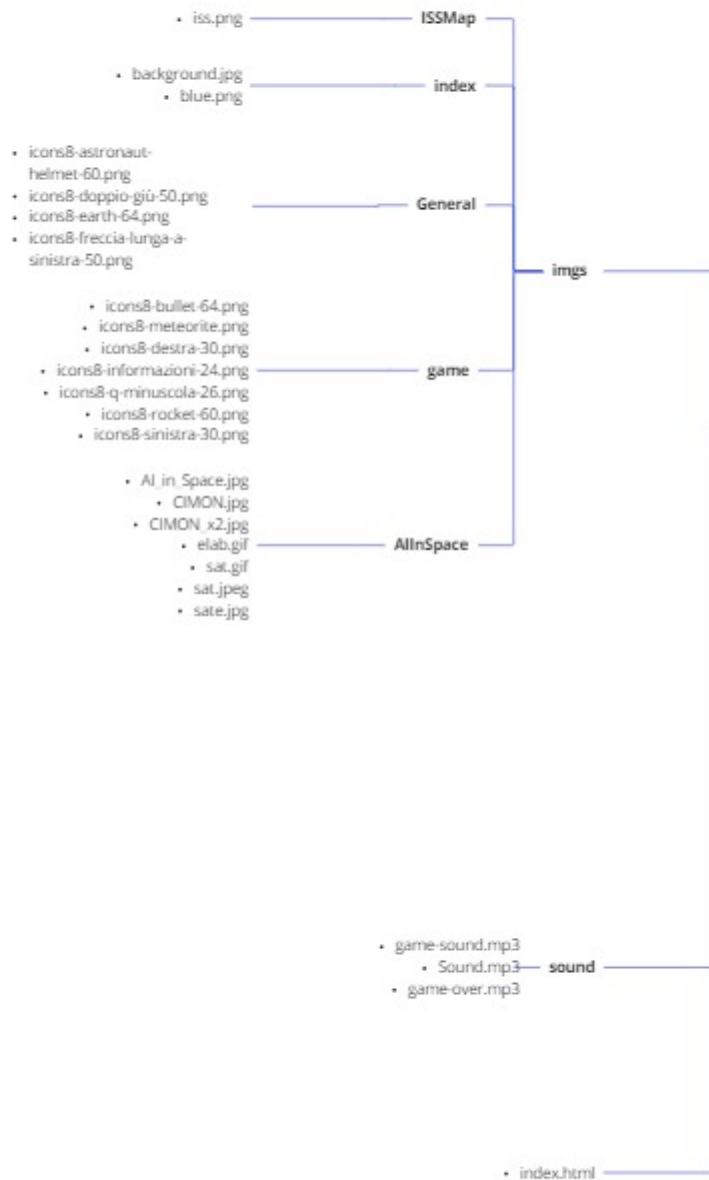 • iss.png
ISSMap
• background.jpg
• blue.png
index
• icons8-astronaut-
helmet-60.png
• icons8-doppio-giù-50.png
• icons8-earth-64.png
• icons8-freccia-lunga-a-
sinistra-50.png
General
imgs
• icons8-bullet-64.png
• icons8-meteorite.png
• icons8-destra-30.png
• icons8-informazioni-24.png
• icons8-q-minuscola-26.png
• icons8-rocket-60.png
• icons8-sinistra-30.png
game
• AI_in_Space.jpg
• CIMON.jpg
• CIMON_x2.jpg
• elab.gif
• sat.gif
• sat.jpeg
• sate.jpg
AIInSpace
• game-sound.mp3
• Sound.mp3
• game-over.mp3
sound
• index.html